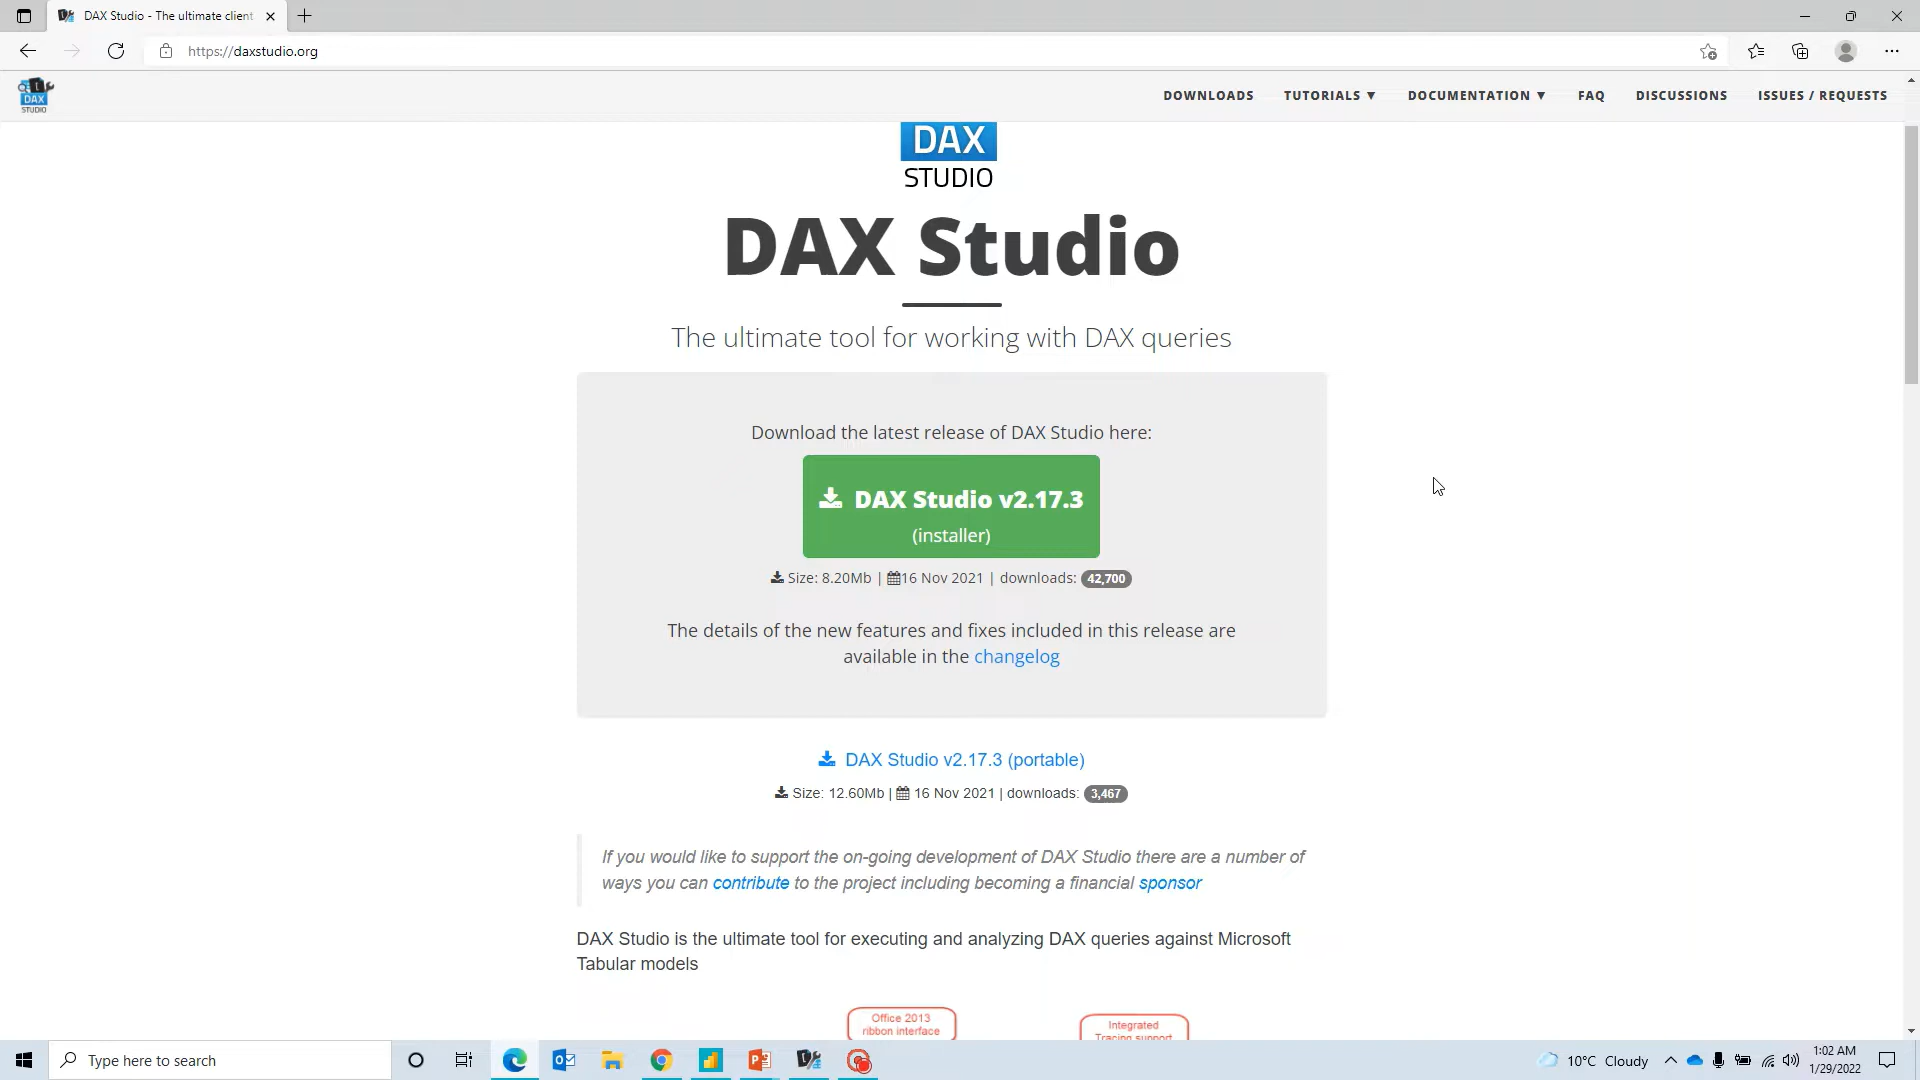 DAX Studio - The ultimate client
https://daxstudio.org
DAX
STUDIO
DOWNLOADS
TUTORIALS ▼
DOCUMENTATION ▼
FAQ
DISCUSSIONS
ISSUES / REQUESTS
DAX
STUDIO
DAX Studio
The ultimate tool for working with DAX queries
Download the latest release of DAX Studio here:
DAX Studio v2.17.3
(installer)
Size: 8.20Mb | 16 Nov 2021 | downloads: 42,700
The details of the new features and fixes included in this release are
available in the changelog
DAX Studio v2.17.3 (portable)
Size: 12.60Mb | 16 Nov 2021 | downloads: 3,467
If you would like to support the on-going development of DAX Studio there are a number of
ways you can contribute to the project including becoming a financial sponsor
DAX Studio is the ultimate tool for executing and analyzing DAX queries against Microsoft
Tabular models
Office 2013
ribbon interface
Integrated
Tracing support
Type here to search
10°C Cloudy
1:02 AM
1/29/2022